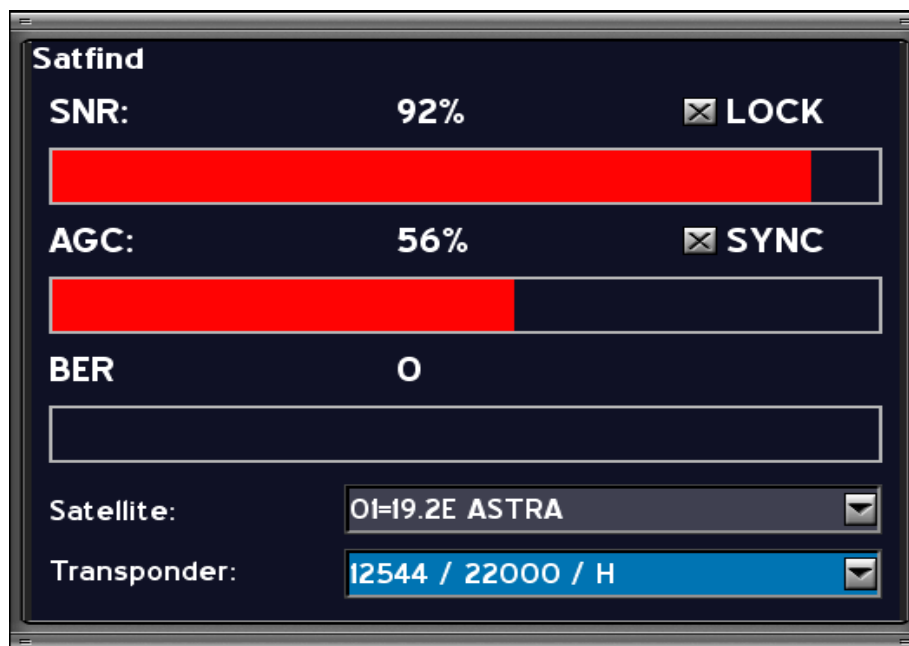 Satfind
SNR: 92% LOCK
AGC: 56% SYNC
BER 0
Satellite: 01=19.2E ASTRA
Transponder: 12544 / 22000 / H